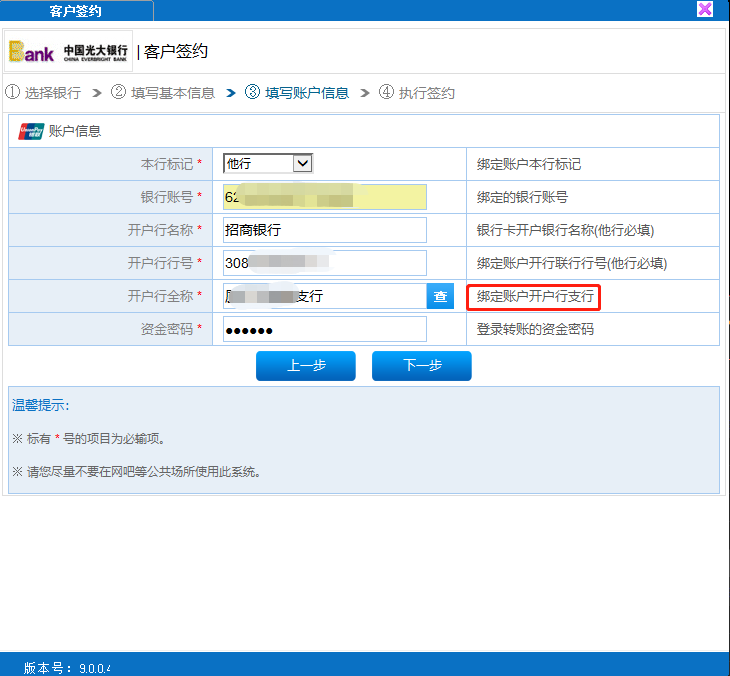 客户签约
Bank 中国光大银行 CHINA EVERBRIGHT BANK | 客户签约
① 选择银行 > ② 填写基本信息 > ③ 填写账户信息 > ④ 执行签约
UnionPay 银联 账户信息
本行标记 * 他行 绑定账户本行标记
银行账号 * 62 绑定的银行账号
开户行名称 * 招商银行 银行卡开户银行名称(他行必填)
开户行行号 * 308 绑定账户开行联行行号(他行必填)
开户行全称 * 支行 查 绑定账户开户行支行
资金密码 * ●●●●●● 登录转账的资金密码
上一步 下一步
温馨提示：
※ 标有 * 号的项目为必输项。
※ 请您尽量不要在网吧等公共场所使用此系统。
版本号： 9.0.0.4